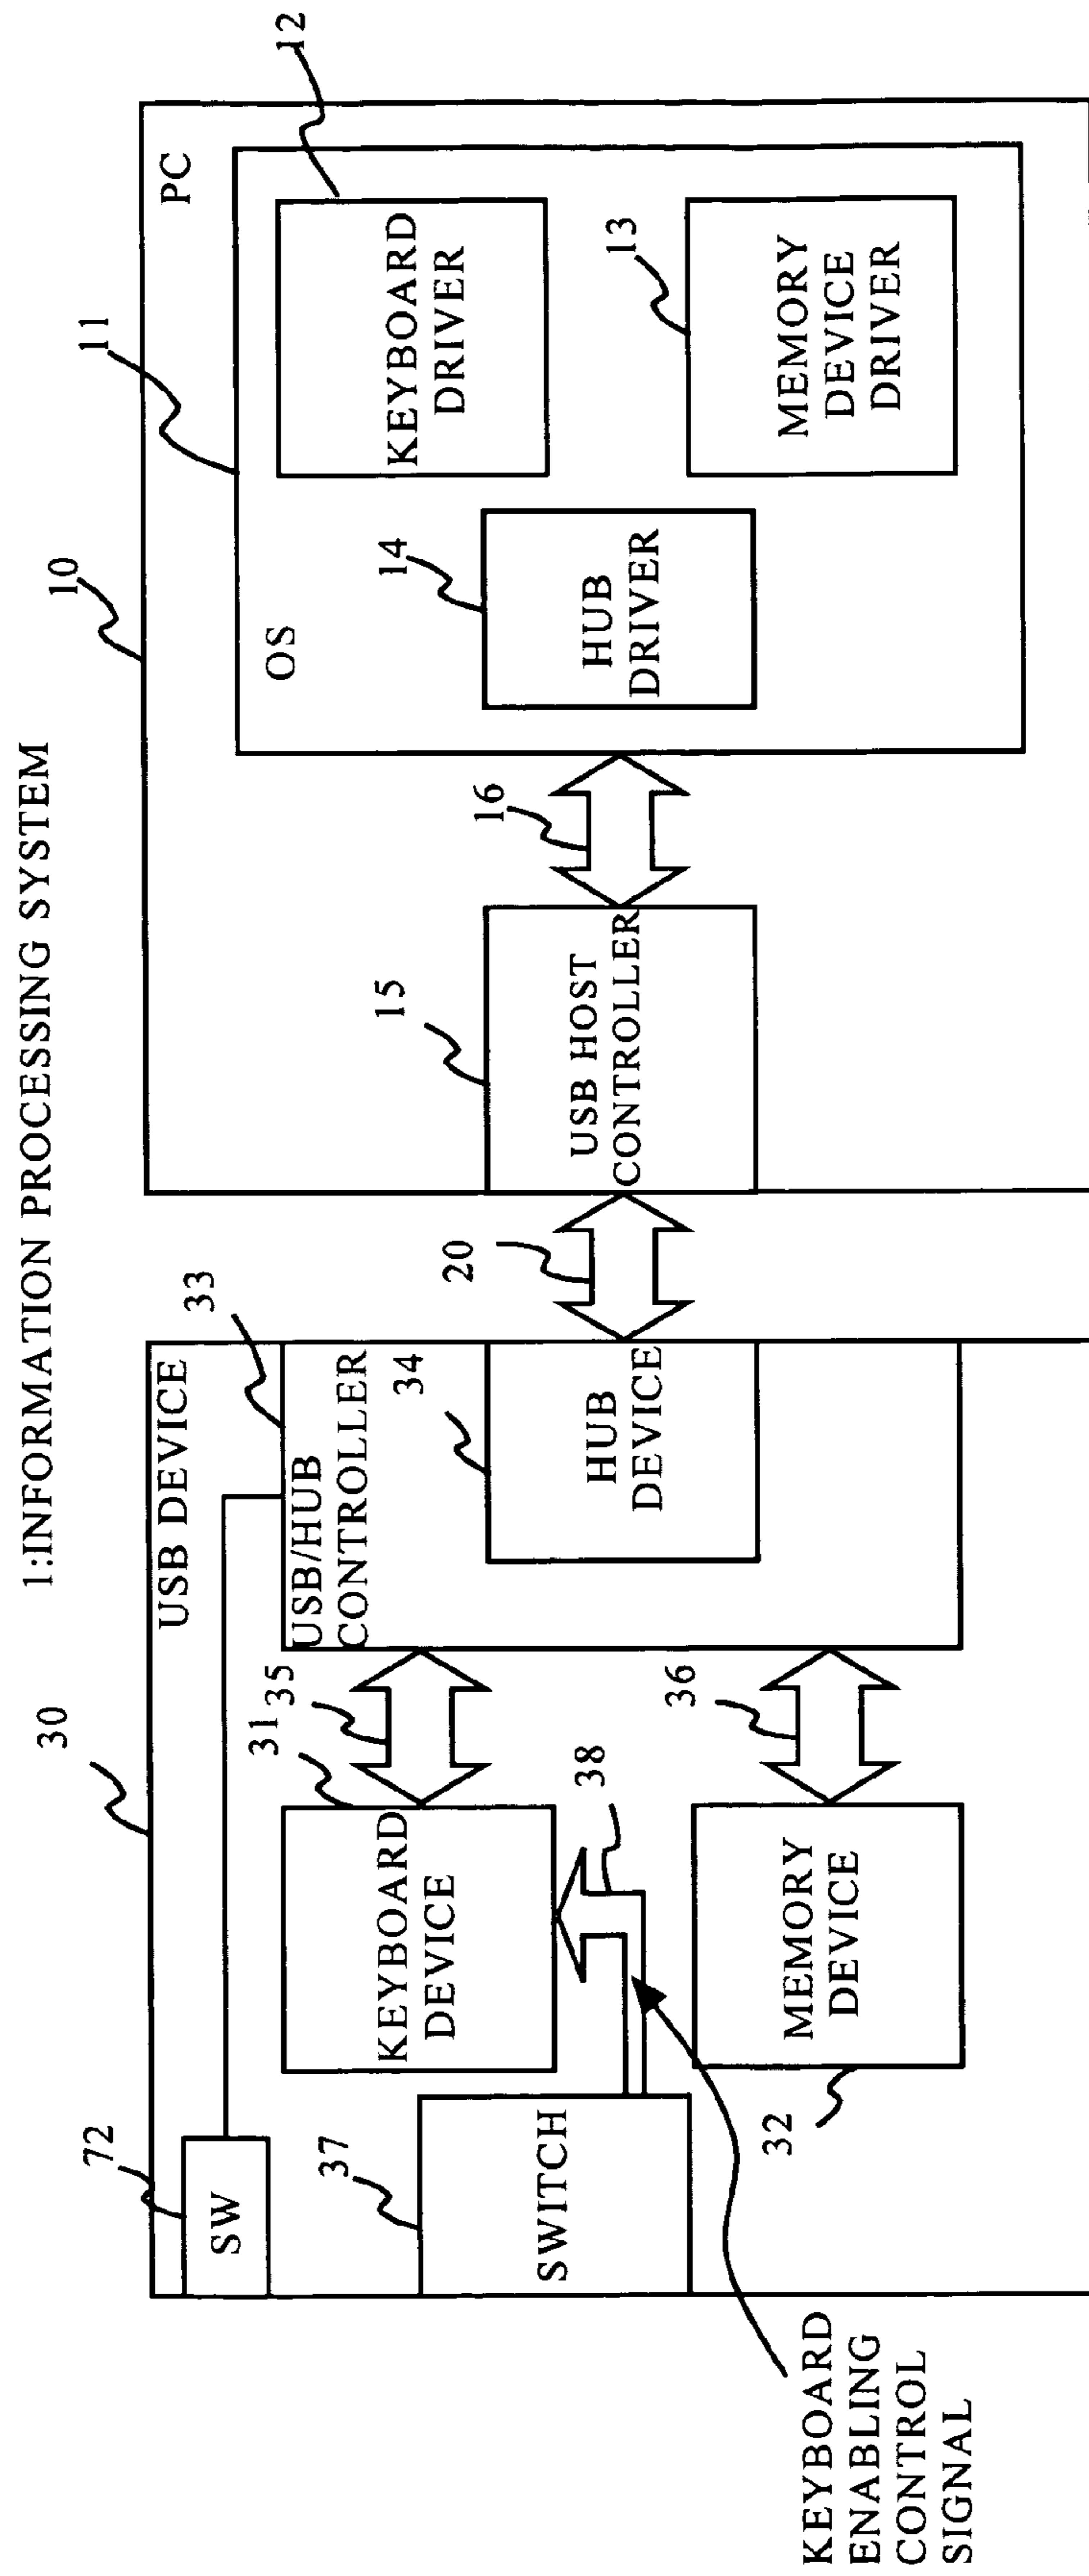 1:INFORMATION PROCESSING SYSTEM
30
USB DEVICE
72
SW
33
USB/HUB
CONTROLLER
34
HUB
DEVICE
31
35
KEYBOARD
DEVICE
37
SWITCH
38
36
MEMORY
DEVICE
32
KEYBOARD
ENABLING
CONTROL
SIGNAL
20
10
PC
11
OS
12
KEYBOARD
DRIVER
13
MEMORY
DEVICE
DRIVER
14
HUB
DRIVER
15
USB HOST
CONTROLLER
16